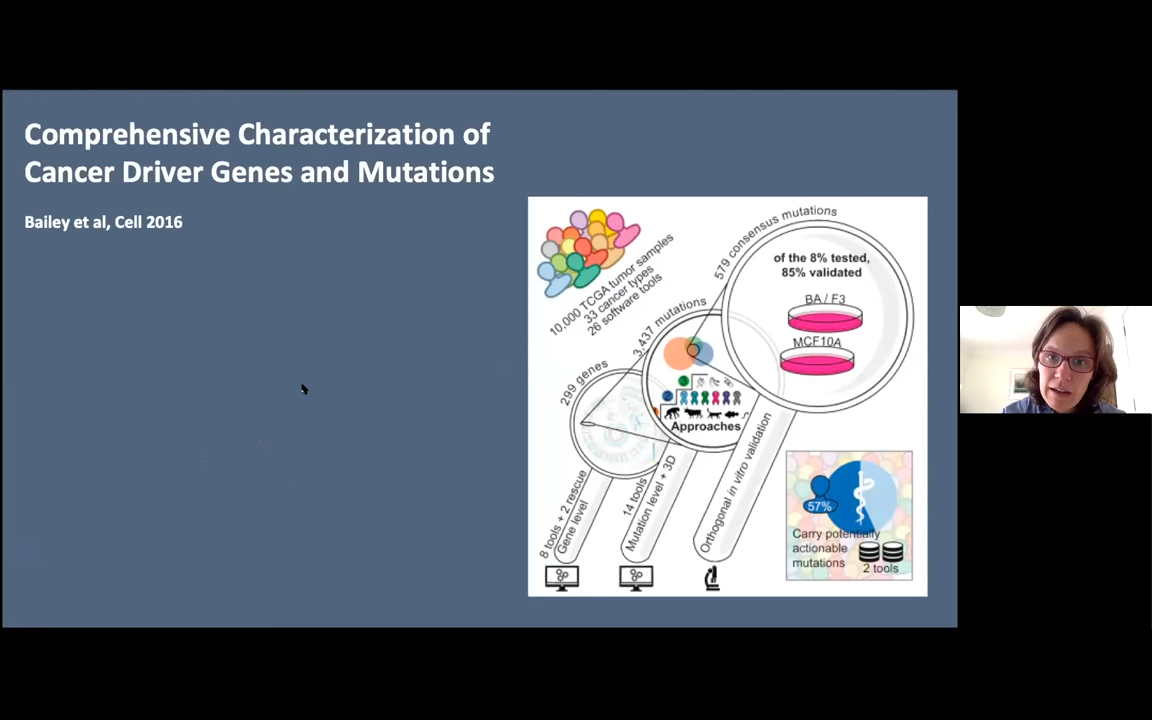 Comprehensive Characterization of
Cancer Driver Genes and Mutations
Bailey et al, Cell 2016
10,000 TCGA tumor samples
33 cancer types
26 software tools
299 genes
3,437 mutations
579 consensus mutations
of the 8% tested,
85% validated
BA / F3
MCF10A
Approaches
8 tools + 2 rescue
Gene level
14 tools
Mutation level + 3D
Orthogonal in vitro validation
57%
Carry potentially
actionable
mutations
2 tools